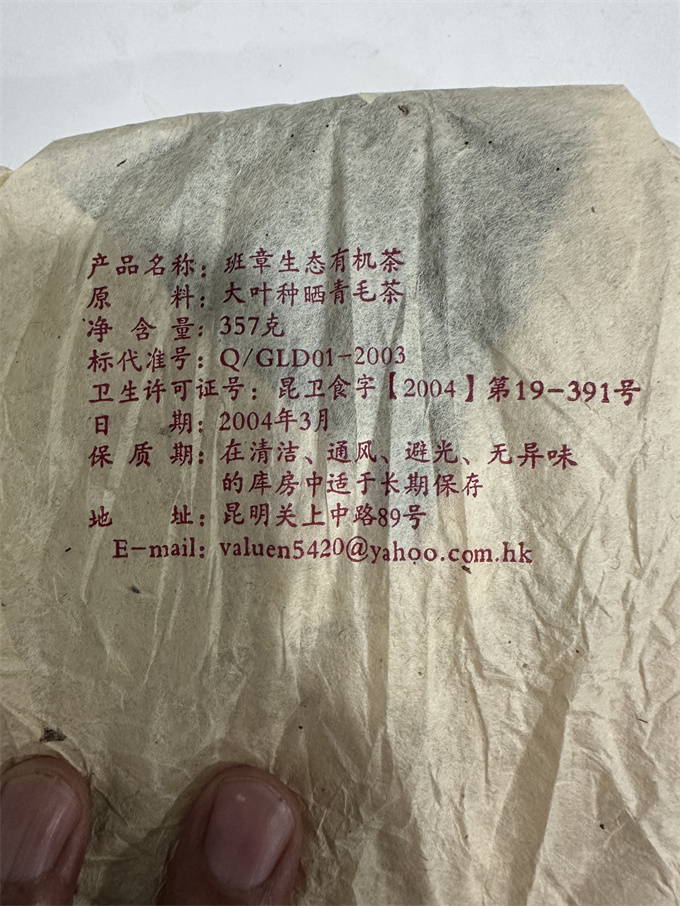 产品名称：班章生态有机茶
原料：大叶种晒青毛茶
净含量：357克
标代准号：Q/GLD01-2003
卫生许可证号：昆卫食字【2004】第19-391号
日期：2004年3月
保质期：在清洁、通风、避光、无异味
的库房中适于长期保存
地址：昆明关上中路89号
E-mail：valuen5420@yahoo.com.hk